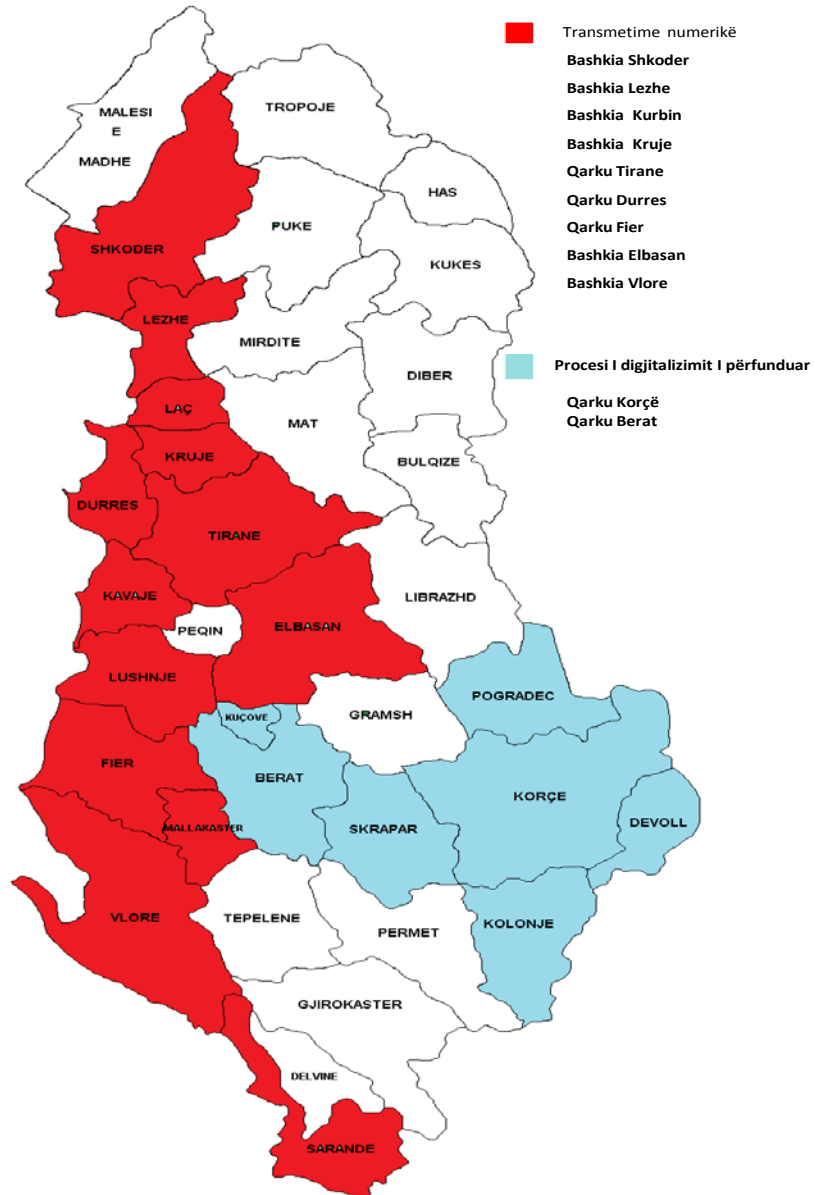 Transmetime numerikë
Bashkia Shkoder
Bashkia Lezhe
Bashkia Kurbin
Bashkia Kruje
Qarku Tirane
Qarku Durres
Qarku Fier
Bashkia Elbasan
Bashkia Vlore
Procesi I digjitalizimit I përfunduar
Qarku Korçë
Qarku Berat
MALESI
E
MADHE
TROPOJE
HAS
PUKE
SHKODER
KUKES
LEZHE
MIRDITE
DIBER
LAÇ
MAT
KRUJE
BULQIZE
DURRES
TIRANE
KAVAJE
LIBRAZHD
PEQIN
ELBASAN
LUSHNJE
POGRADEC
KUÇOVE
GRAMSH
FIER
BERAT
KORÇE
MALLAKASTER
SKRAPAR
DEVOLL
VLORE
TEPELENE
PERMET
KOLONJE
GJIROKASTER
DELVINE
SARANDE